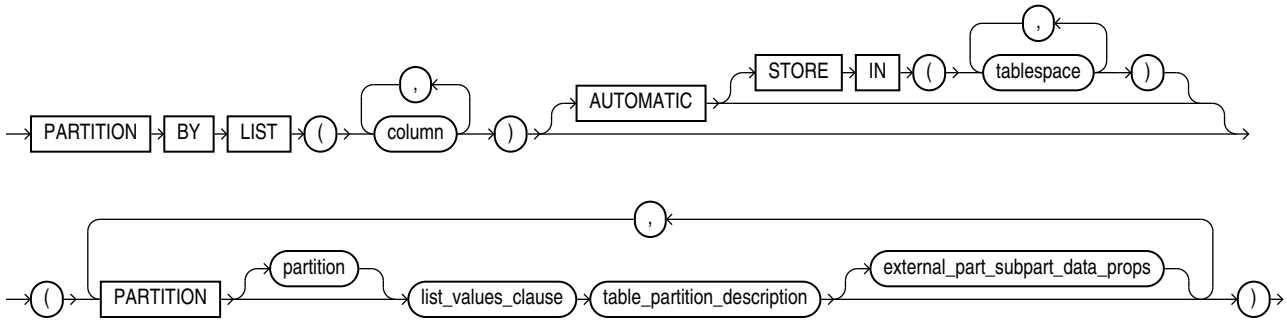 ,
STORE IN ( tablespace )
, AUTOMATIC
PARTITION BY LIST ( column )
,
partition external_part_subpart_data_props
( PARTITION list_values_clause table_partition_description )